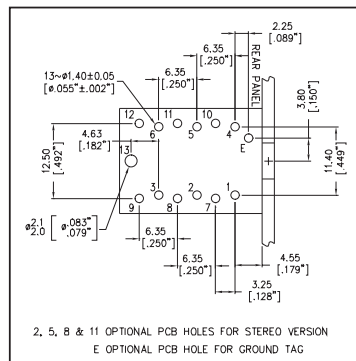 2.25
[.089"]
6.35
[.250"]
REAR PANEL
13~ø1.40±0.05
[ø.055"±.002"]
6.35
[.250"]
3.80
[.150"]
12 11 10 4
6 5
E
4.63
[.182"]
13
12.50
[.492"]
11.40
[.449"]
ø2.1
2.0
[ø.083"
.079"]
3 2 1
9 8 7
6.35
[.250"]
6.35
[.250"]
4.55
[.179"]
3.25
[.128"]
2, 5, 8 & 11 OPTIONAL PCB HOLES FOR STEREO VERSION
E OPTIONAL PCB HOLE FOR GROUND TAG